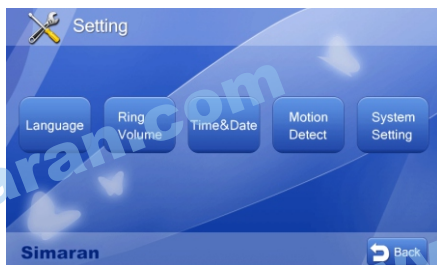 Setting
Language
Ring
Volume
Time&Date
Motion
Detect
System
Setting
Simaran
Back